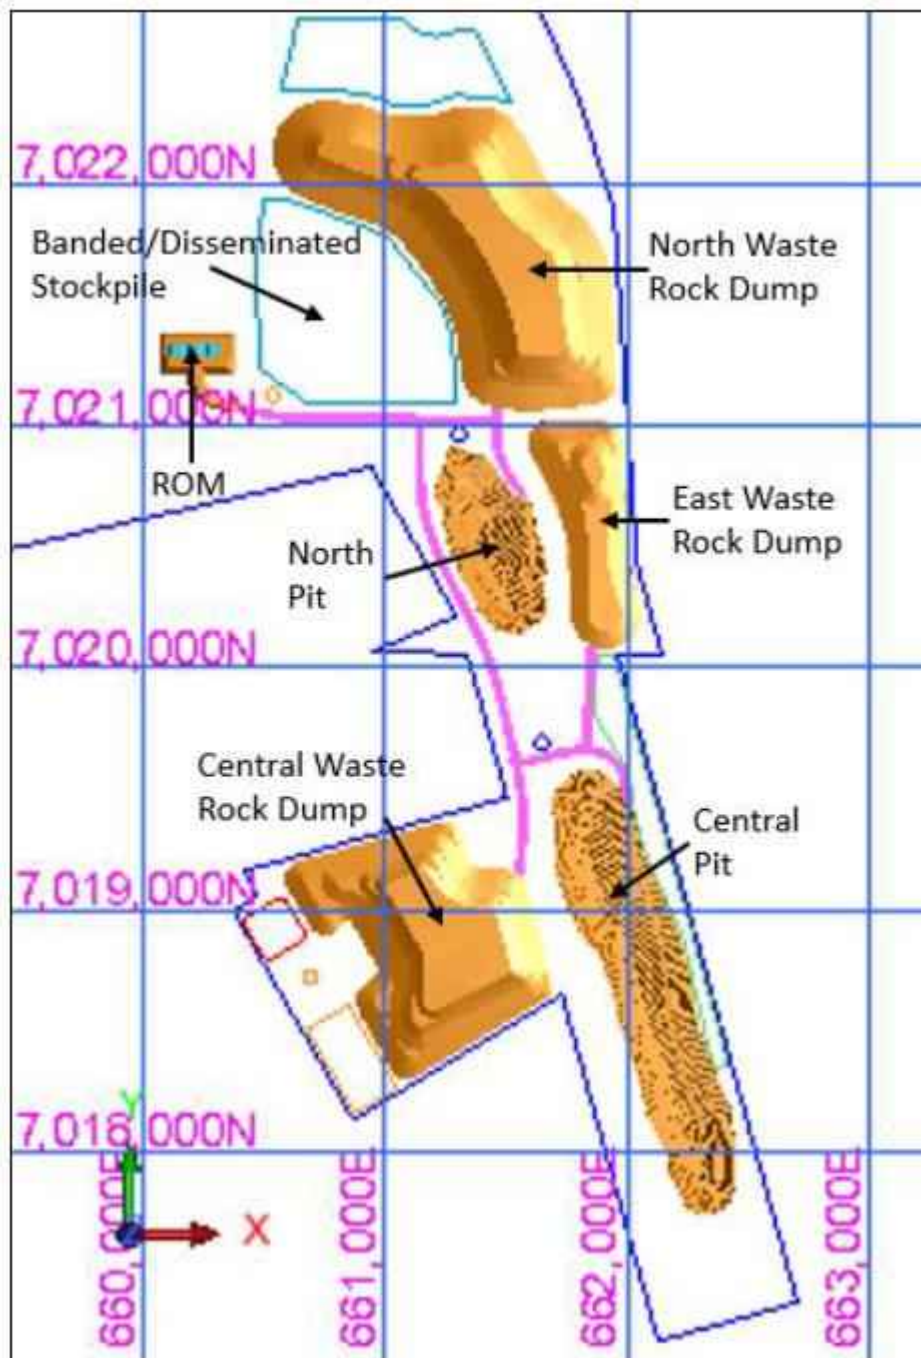 7,022,000N
Banded/Disseminated
Stockpile
North Waste
Rock Dump
7,021,000N
ROM
East Waste
Rock Dump
North
Pit
7,020,000N
Central Waste
Rock Dump
Central
Pit
7,019,000N
7,018,000N
Y
X
660,000E
661,000E
662,000E
663,000E